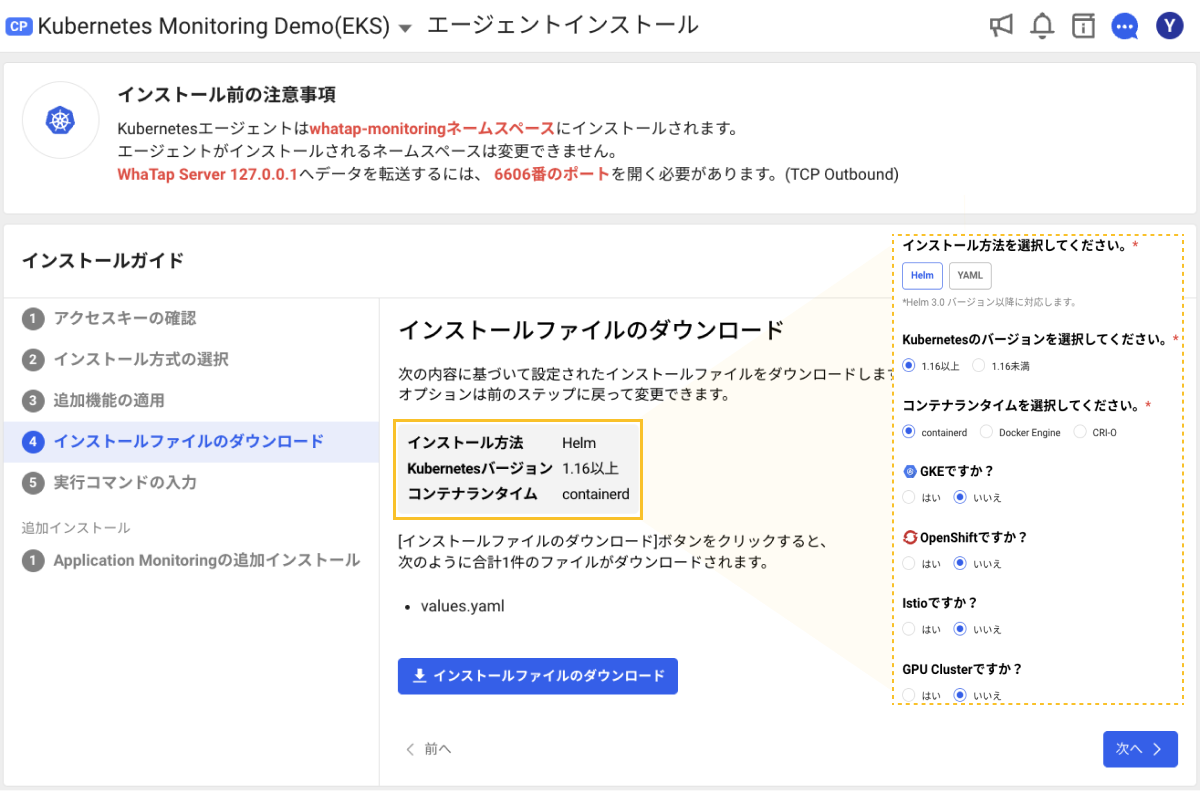 CP Kubernetes Monitoring Demo(EKS) エージェントインストール
Y
インストール前の注意事項
Kubernetesエージェントはwhatap-monitoringネームスペースにインストールされます。
エージェントがインストールされるネームスペースは変更できません。
WhaTap Server 127.0.0.1へデータを転送するには、 6606番のポートを開く必要があります。(TCP Outbound)
インストールガイド
1 アクセスキーの確認
2 インストール方式の選択
3 追加機能の適用
4 インストールファイルのダウンロード
5 実行コマンドの入力
追加インストール
1 Application Monitoringの追加インストール
インストールファイルのダウンロード
次の内容に基づいて設定されたインストールファイルをダウンロードします
オプションは前のステップに戻って変更できます。
インストール方法 Helm
Kubernetesバージョン 1.16以上
コンテナランタイム containerd
[インストールファイルのダウンロード]ボタンをクリックすると、
次のように合計1件のファイルがダウンロードされます。
• values.yaml
インストールファイルのダウンロード
前へ
次へ
インストール方法を選択してください。*
Helm YAML
*Helm 3.0 バージョン以降に対応します。
Kubernetesのバージョンを選択してください。*
1.16以上 1.16未満
コンテナランタイムを選択してください。*
containerd Docker Engine CRI-O
GKEですか？
はい いいえ
OpenShiftですか？
はい いいえ
Istioですか？
はい いいえ
GPU Clusterですか？
はい いいえ